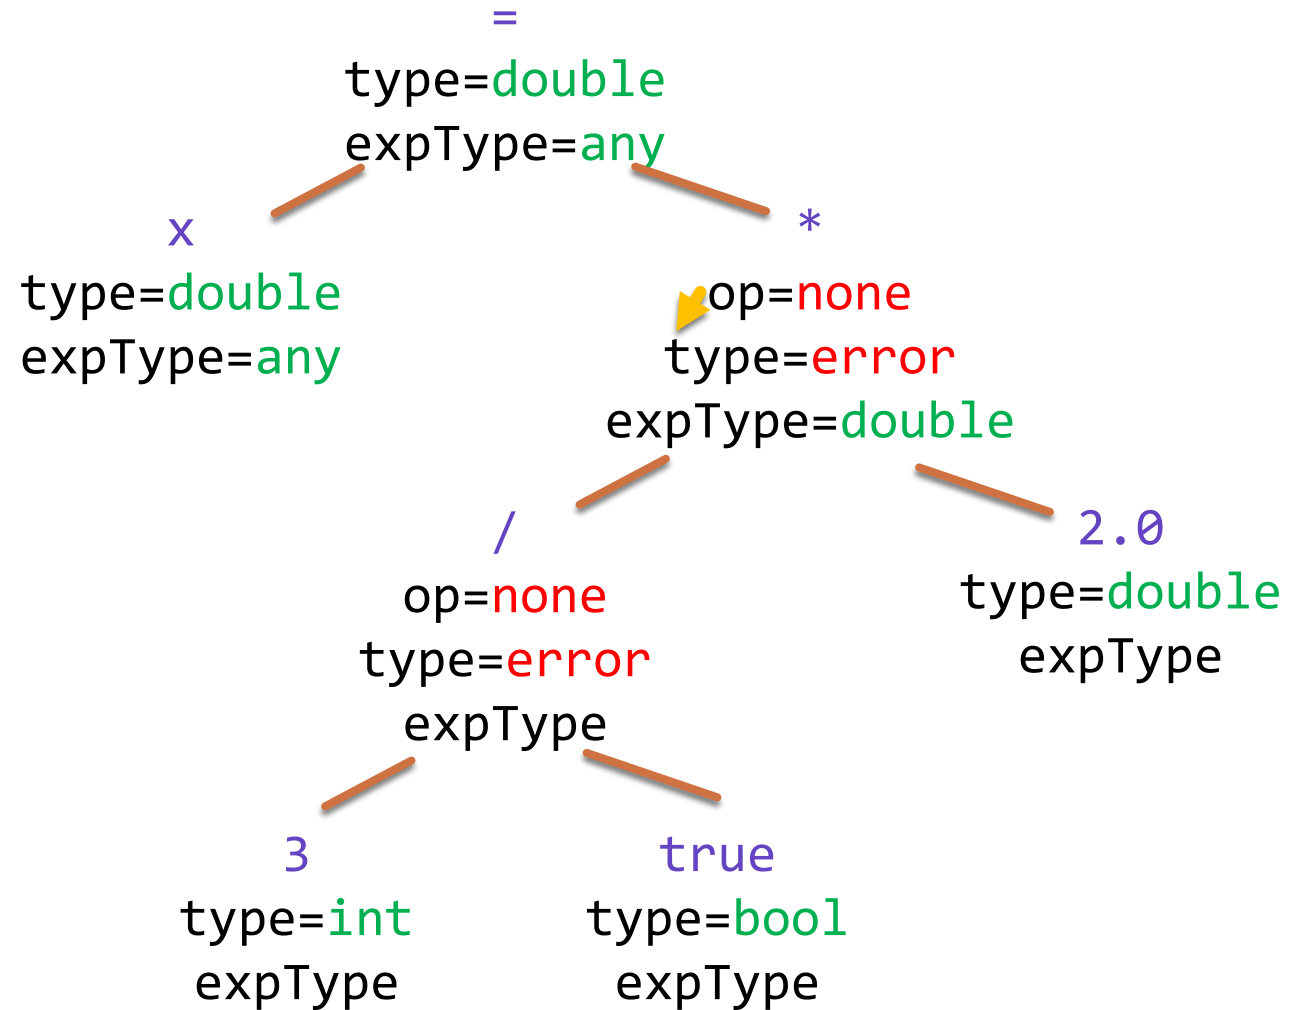 =
type=double
expType=any
x
type=double
expType=any
*
op=none
type=error
expType=double
/
op=none
type=error
expType
2.0
type=double
expType
3
type=int
expType
true
type=bool
expType